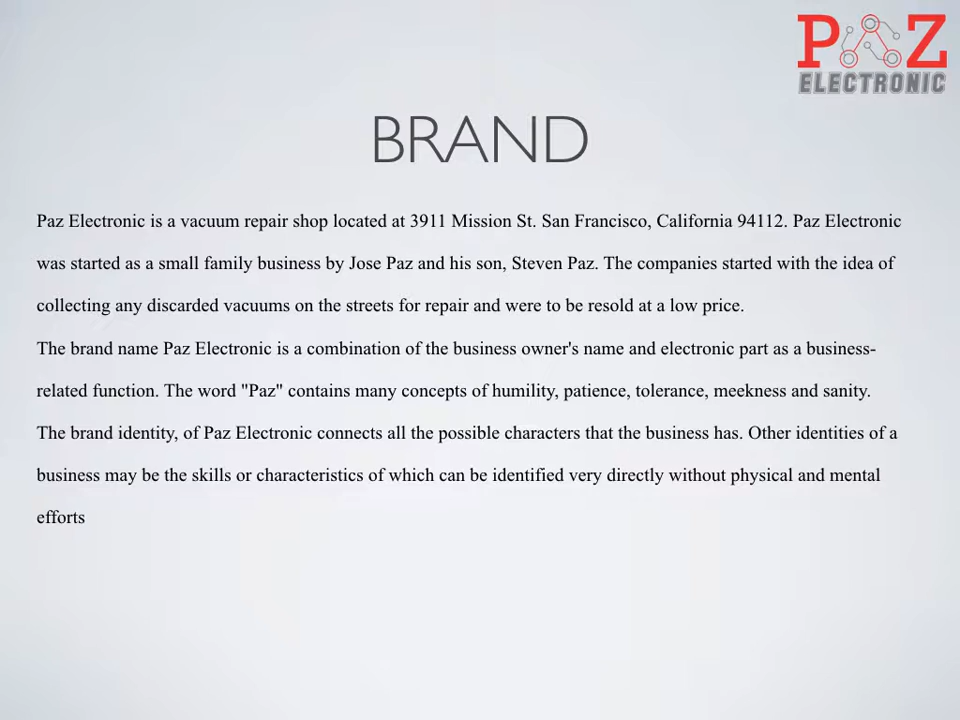 PAZ
ELECTRONIC
BRAND
Paz Electronic is a vacuum repair shop located at 3911 Mission St. San Francisco, California 94112. Paz Electronic
was started as a small family business by Jose Paz and his son, Steven Paz. The companies started with the idea of
collecting any discarded vacuums on the streets for repair and were to be resold at a low price.
The brand name Paz Electronic is a combination of the business owner's name and electronic part as a business-
related function. The word "Paz" contains many concepts of humility, patience, tolerance, meekness and sanity.
The brand identity, of Paz Electronic connects all the possible characters that the business has. Other identities of a
business may be the skills or characteristics of which can be identified very directly without physical and mental
efforts